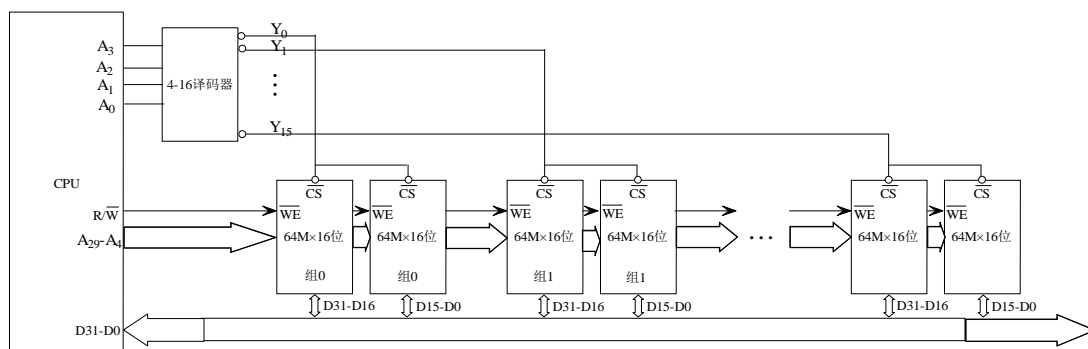 Y0
A3
Y1
A2
4-16译码器
A1
A0
Y15
CPU
CS CS CS CS CS CS
R/W WE WE WE WE WE WE
A29-A4 64M×16位 64M×16位 64M×16位 64M×16位 … 64M×16位 64M×16位
组0 组0 组1 组1
D31-D16 D15-D0 D31-D16 D15-D0 D31-D16 D15-D0
D31-D0